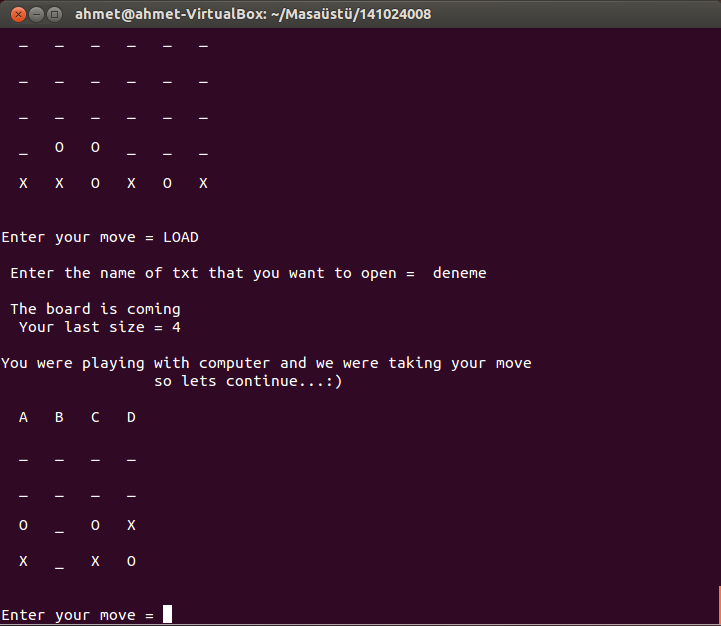 ahmet@ahmet-VirtualBox: ~/Masaüstü/141024008
_ _ _ _ _ _
_ _ _ _ _ _
_ _ _ _ _ _
_ O O _ _ _
X X O X O X
Enter your move = LOAD
Enter the name of txt that you want to open =  deneme
The board is coming
Your last size = 4
You were playing with computer and we were taking your move
so lets continue...:)
A B C D
_ _ _ _
_ _ _ _
O _ O X
X _ X O
Enter your move =